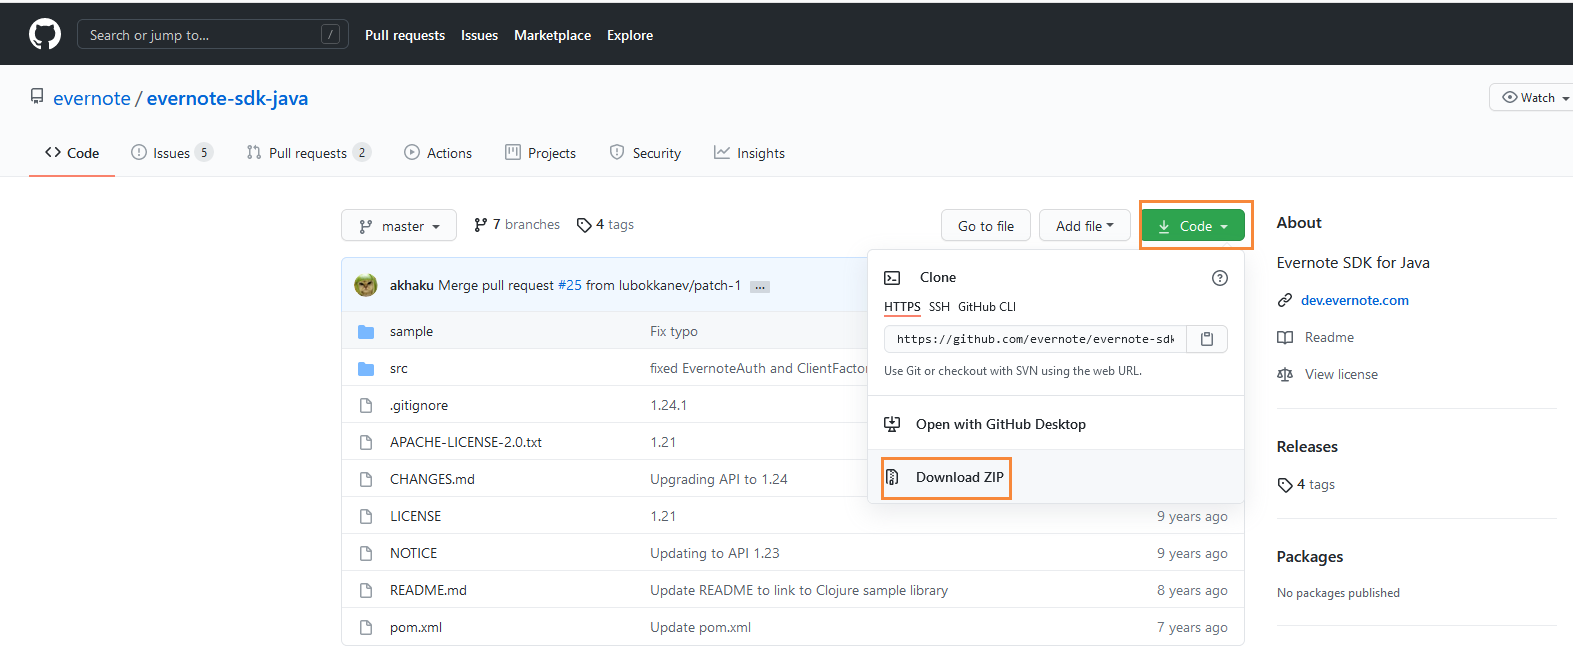 Search or jump to... /
Pull requests Issues Marketplace Explore
evernote / evernote-sdk-java
Watch
Code
Issues 5
Pull requests 2
Actions
Projects
Security
Insights
master
7 branches
4 tags
Go to file
Add file
Code
akhaku Merge pull request #25 from lubokkanev/patch-1 ...
sample Fix typo
src fixed EvernoteAuth and ClientFactor
.gitignore 1.24.1
APACHE-LICENSE-2.0.txt 1.21
CHANGES.md Upgrading API to 1.24
LICENSE 1.21 9 years ago
NOTICE Updating to API 1.23 9 years ago
README.md Update README to link to Clojure sample library 8 years ago
pom.xml Update pom.xml 7 years ago
Clone
HTTPS SSH GitHub CLI
https://github.com/evernote/evernote-sdk
Use Git or checkout with SVN using the web URL.
Open with GitHub Desktop
Download ZIP
About
Evernote SDK for Java
dev.evernote.com
Readme
View license
Releases
4 tags
Packages
No packages published